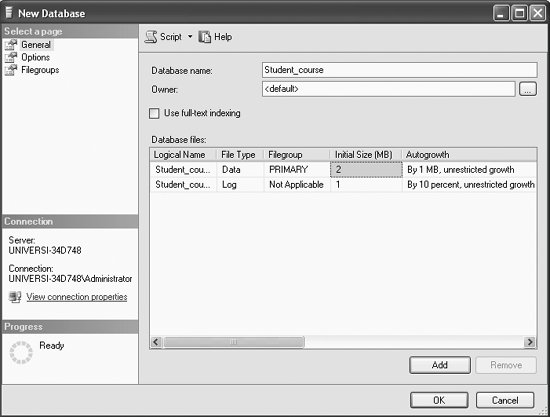 New Database
Select a page
General
Options
Filegroups
Script Help
Database name: Student_course
Owner: <default> ...
Use full-text indexing
Database files:
Logical Name File Type Filegroup Initial Size (MB) Autogrowth
Student_cou... Data PRIMARY 2 By 1 MB, unrestricted growth
Student_cou... Log Not Applicable 1 By 10 percent, unrestricted growth
Connection
Server:
UNIVERSI-34D748
Connection:
UNIVERSI-34D748\Administrator
View connection properties
Progress
Ready
Add Remove
OK Cancel